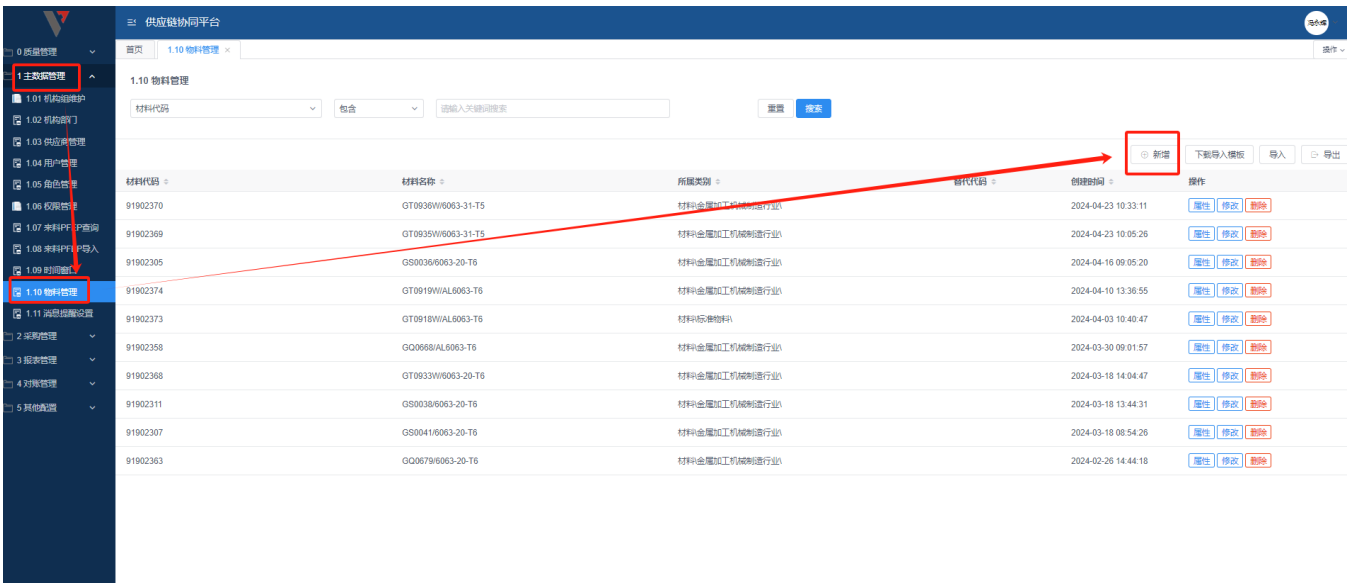 供应链协同平台
冯永辉
0 质量管理
首页 1.10 物料管理 ×
操作
1 主数据管理
1.10 物料管理
1.01 机构组维护
材料代码 包含 请输入关键词搜索 重置 搜索
1.02 机构部门
1.03 供应商管理
1.04 用户管理
新增 下载导入模板 导入 导出
1.05 角色管理
材料代码 材料名称 所属类别 替代代码 创建时间 操作
1.06 权限管理
91902370 GT0936W/6063-31-T5 材料\金属加工机械制造行业\ 2024-04-23 10:33:11 属性 修改 删除
1.07 来料PFEP查询
91902369 GT0935W/6063-31-T5 材料\金属加工机械制造行业\ 2024-04-23 10:05:26 属性 修改 删除
1.08 来料PFEP导入
91902305 GS0036/6063-20-T6 材料\金属加工机械制造行业\ 2024-04-16 09:05:20 属性 修改 删除
1.09 时间窗口
1.10 物料管理
91902374 GT0919W/AL6063-T6 材料\金属加工机械制造行业\ 2024-04-10 13:36:55 属性 修改 删除
1.11 消息提醒设置
91902373 GT0918W/AL6063-T6 材料\标准物料\ 2024-04-03 10:40:47 属性 修改 删除
2 采购管理
91902358 GQ0668/AL6063-T6 材料\金属加工机械制造行业\ 2024-03-30 09:01:57 属性 修改 删除
3 报表管理
91902368 GT0933W/6063-20-T6 材料\金属加工机械制造行业\ 2024-03-18 14:04:47 属性 修改 删除
4 对账管理
91902311 GS0038/6063-20-T6 材料\金属加工机械制造行业\ 2024-03-18 13:44:31 属性 修改 删除
5 其他配置
91902307 GS0041/6063-20-T6 材料\金属加工机械制造行业\ 2024-03-18 08:54:26 属性 修改 删除
91902363 GQ0679/6063-20-T6 材料\金属加工机械制造行业\ 2024-02-26 14:44:18 属性 修改 删除